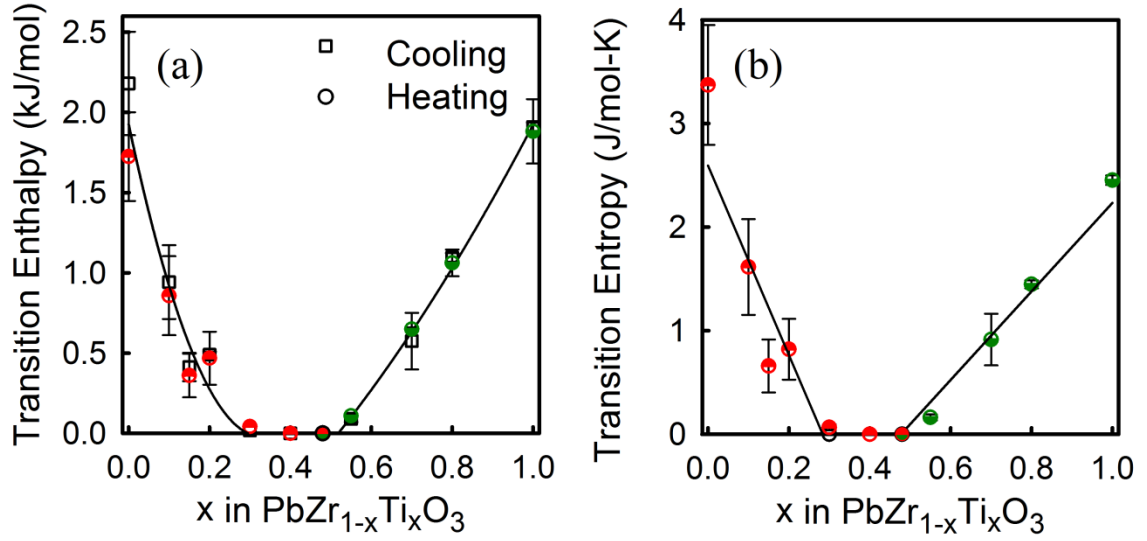 (a)
Cooling
Heating
Transition Enthalpy (kJ/mol)
2.5
2.0
1.5
1.0
0.5
0.0
0.0 0.2 0.4 0.6 0.8 1.0
x in PbZr₁₋ₓTiₓO₃
(b)
Transition Entropy (J/mol-K)
4
3
2
1
0
0.0 0.2 0.4 0.6 0.8 1.0
x in PbZr₁₋ₓTiₓO₃